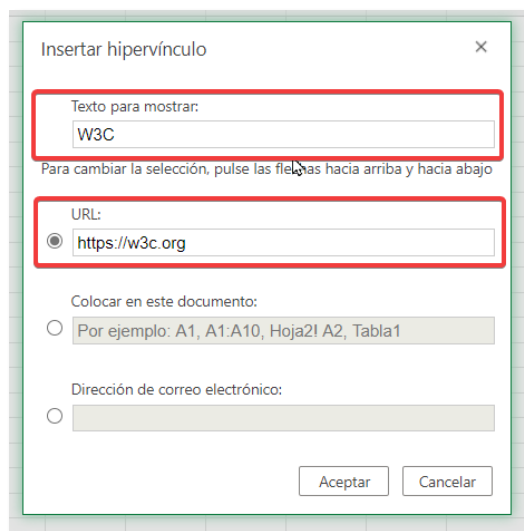 Insertar hipervínculo
Texto para mostrar:
W3C
Para cambiar la selección, pulse las flechas hacia arriba y hacia abajo
URL:
https://w3c.org
Colocar en este documento:
Por ejemplo: A1, A1:A10, Hoja2! A2, Tabla1
Dirección de correo electrónico:
Aceptar Cancelar